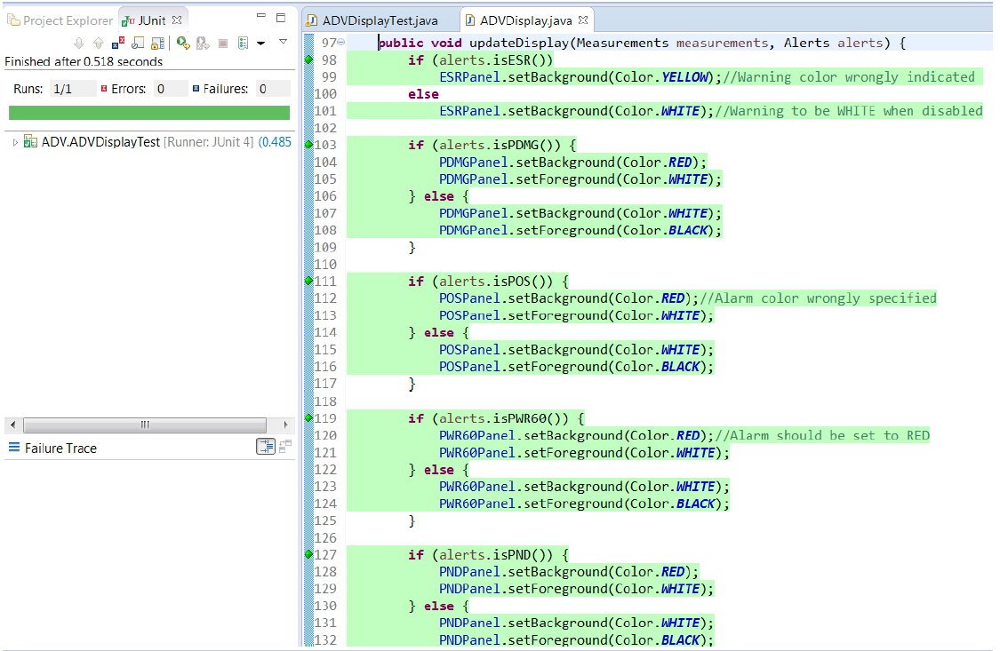 Project Explorer JUnit
Finished after 0.518 seconds
Runs: 1/1 Errors: 0 Failures: 0
ADV.ADVDisplayTest [Runner: JUnit 4] (0.485
Failure Trace
ADVDisplayTest.java ADVDisplay.java
97 public void updateDisplay(Measurements measurements, Alerts alerts) {
98 if (alerts.isESR())
99 ESRPanel.setBackground(Color.YELLOW);//Warning color wrongly indicated
100 else
101 ESRPanel.setBackground(Color.WHITE);//Warning to be WHITE when disabled
102
103 if (alerts.isPDMG()) {
104 PDMGPanel.setBackground(Color.RED);
105 PDMGPanel.setForeground(Color.WHITE);
106 } else {
107 PDMGPanel.setBackground(Color.WHITE);
108 PDMGPanel.setForeground(Color.BLACK);
109 }
110
111 if (alerts.isPOS()) {
112 POSPanel.setBackground(Color.RED);//Alarm color wrongly specified
113 POSPanel.setForeground(Color.WHITE);
114 } else {
115 POSPanel.setBackground(Color.WHITE);
116 POSPanel.setForeground(Color.BLACK);
117 }
118
119 if (alerts.isPWR60()) {
120 PWR60Panel.setBackground(Color.RED);//Alarm should be set to RED
121 PWR60Panel.setForeground(Color.WHITE);
122 } else {
123 PWR60Panel.setBackground(Color.WHITE);
124 PWR60Panel.setForeground(Color.BLACK);
125 }
126
127 if (alerts.isPND()) {
128 PNDPanel.setBackground(Color.RED);
129 PNDPanel.setForeground(Color.WHITE);
130 } else {
131 PNDPanel.setBackground(Color.WHITE);
132 PNDPanel.setForeground(Color.BLACK);